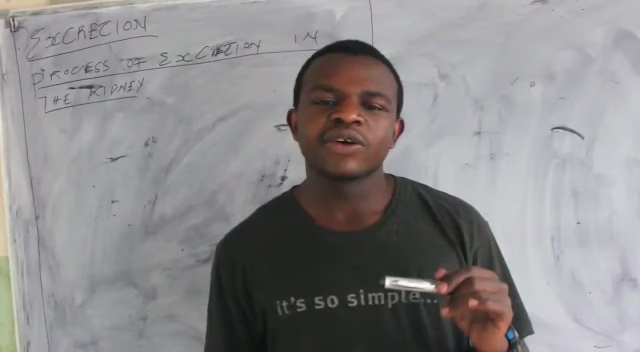 EXCRETION
PROCESS OF EXCRETION IN
THE KIDNEY
it's so simple...